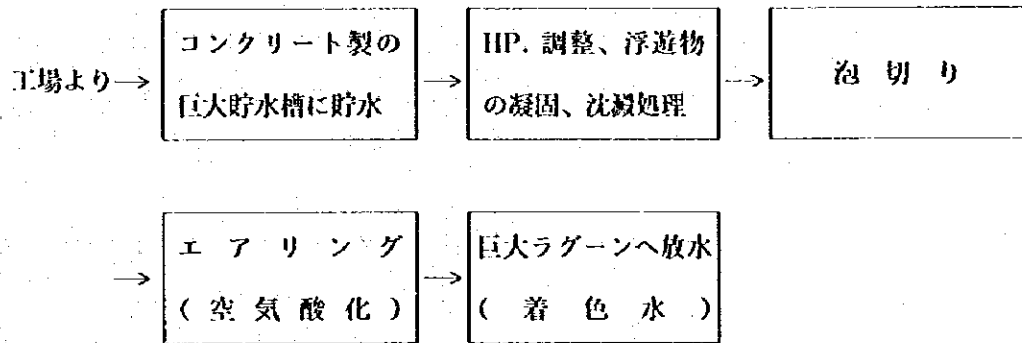 工場より→
コンクリート製の
巨大貯水槽に貯水
→
HP. 調整、浮遊物
の凝固、沈澱処理
→
泡切り
→
エアリング
(空気酸化)
→
巨大ラグーンへ放水
(着色水)